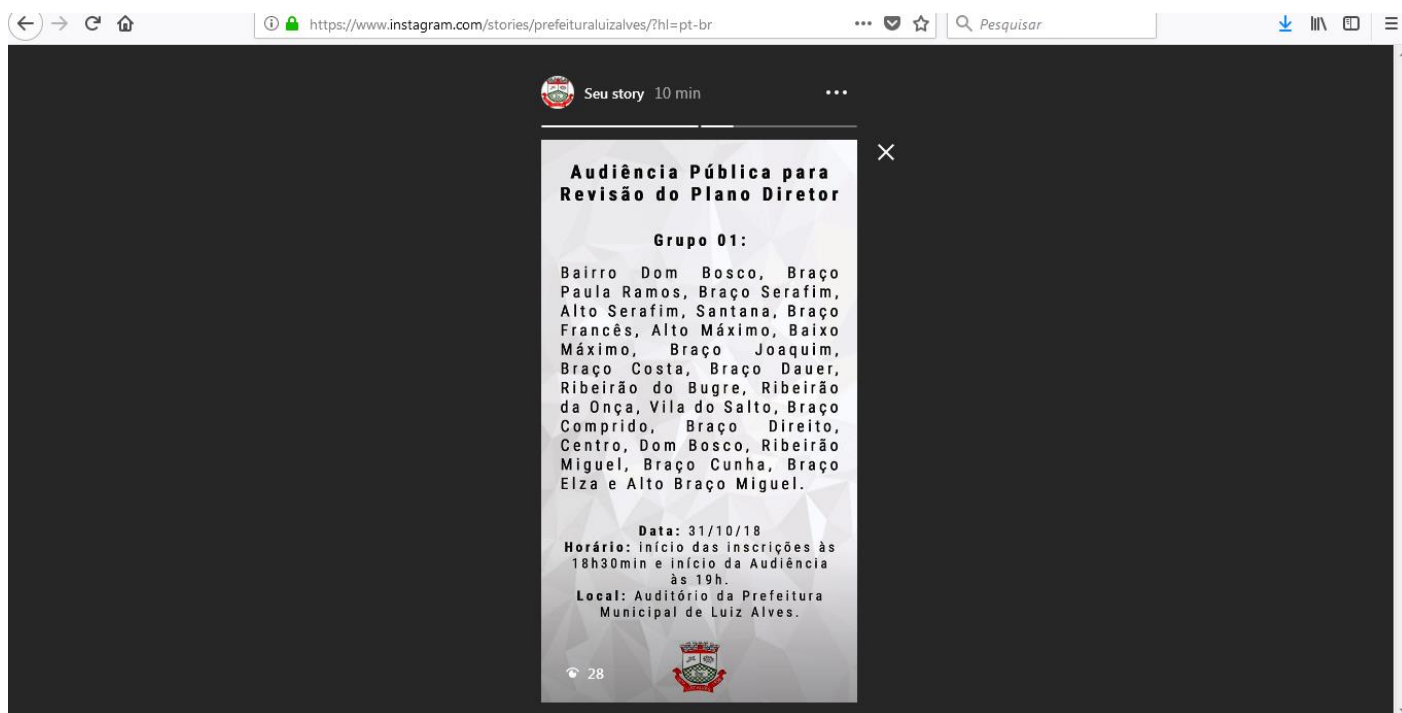 https://www.instagram.com/stories/prefeituraluizalves/?hl=pt-br
Pesquisar
Seu story 10 min
Audiência Pública para
Revisão do Plano Diretor
Grupo 01:
Bairro Dom Bosco, Braço
Paula Ramos, Braço Serafim,
Alto Serafim, Santana, Braço
Francês, Alto Máximo, Baixo
Máximo, Braço Joaquim,
Braço Costa, Braço Dauer,
Ribeirão do Bugre, Ribeirão
da Onça, Vila do Salto, Braço
Comprido, Braço Direito,
Centro, Dom Bosco, Ribeirão
Miguel, Braço Cunha, Braço
Elza e Alto Braço Miguel.
Data: 31/10/18
Horário: início das inscrições às
18h30min e início da Audiência
às 19h.
Local: Auditório da Prefeitura
Municipal de Luiz Alves.
28